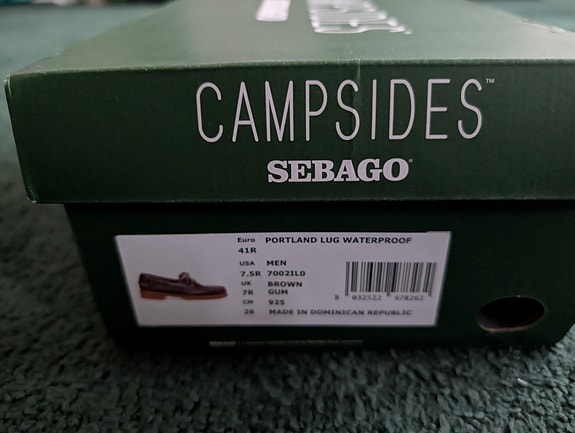 CAMPSIDES™
SEBAGO®
Euro PORTLAND LUG WATERPROOF
41R
USA MEN
7.5R 7002IL0
UK BROWN
7R GUM
CM 925
26 MADE IN DOMINICAN REPUBLIC
8 032522 978262